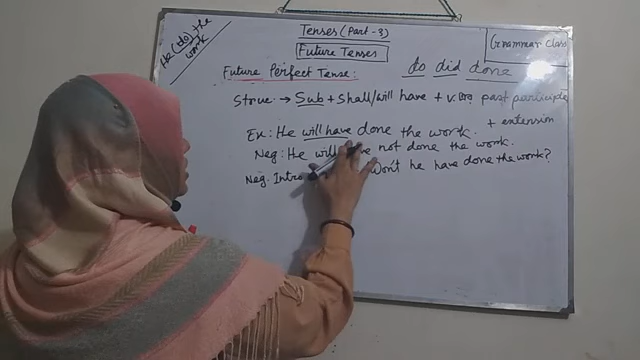 He (do) the
work
Tenses (Part - 3)
Future Tenses
Grammar Class
Future Perfect Tense:
do did done
Struc → Sub + Shall/will have + v. past participle
+ extension
Ex: He will have done the work.
Neg: He will not done the work.
Neg. Intro Won't he have done the work?